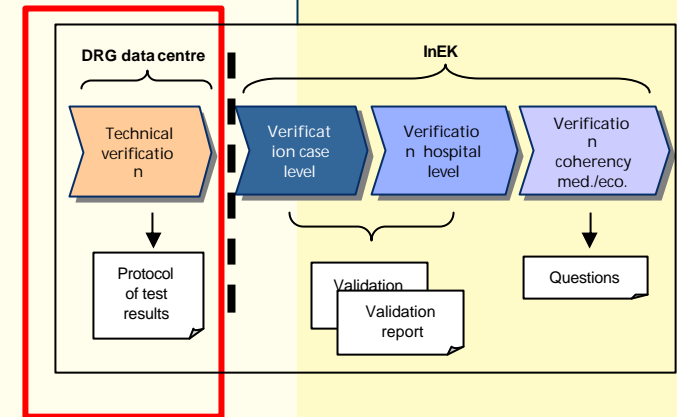 DRG data centre
InEK
Technical
verificatio
n
Verificat
ion case
level
Verificatio
n hospital
level
Verificatio
n
coherency
med./eco.
Protocol
of test
results
Validation
Validation
report
Questions